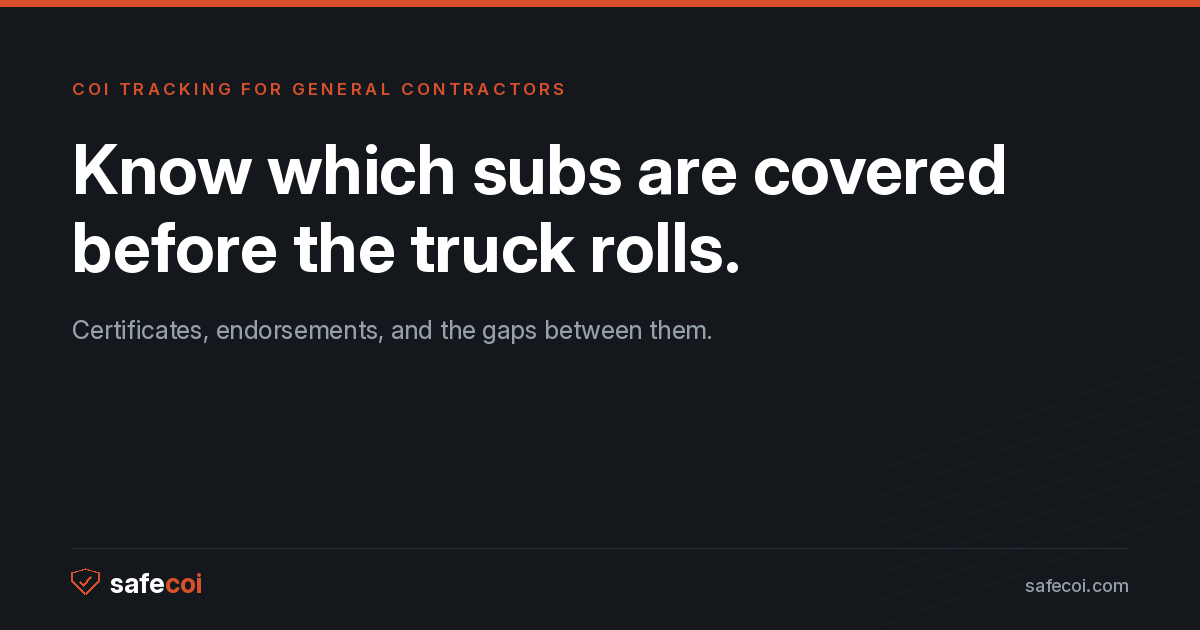 COI TRACKING FOR GENERAL CONTRACTORS
Know which subs are covered
before the truck rolls.
Certificates, endorsements, and the gaps between them.
safecoi
safecoi.com